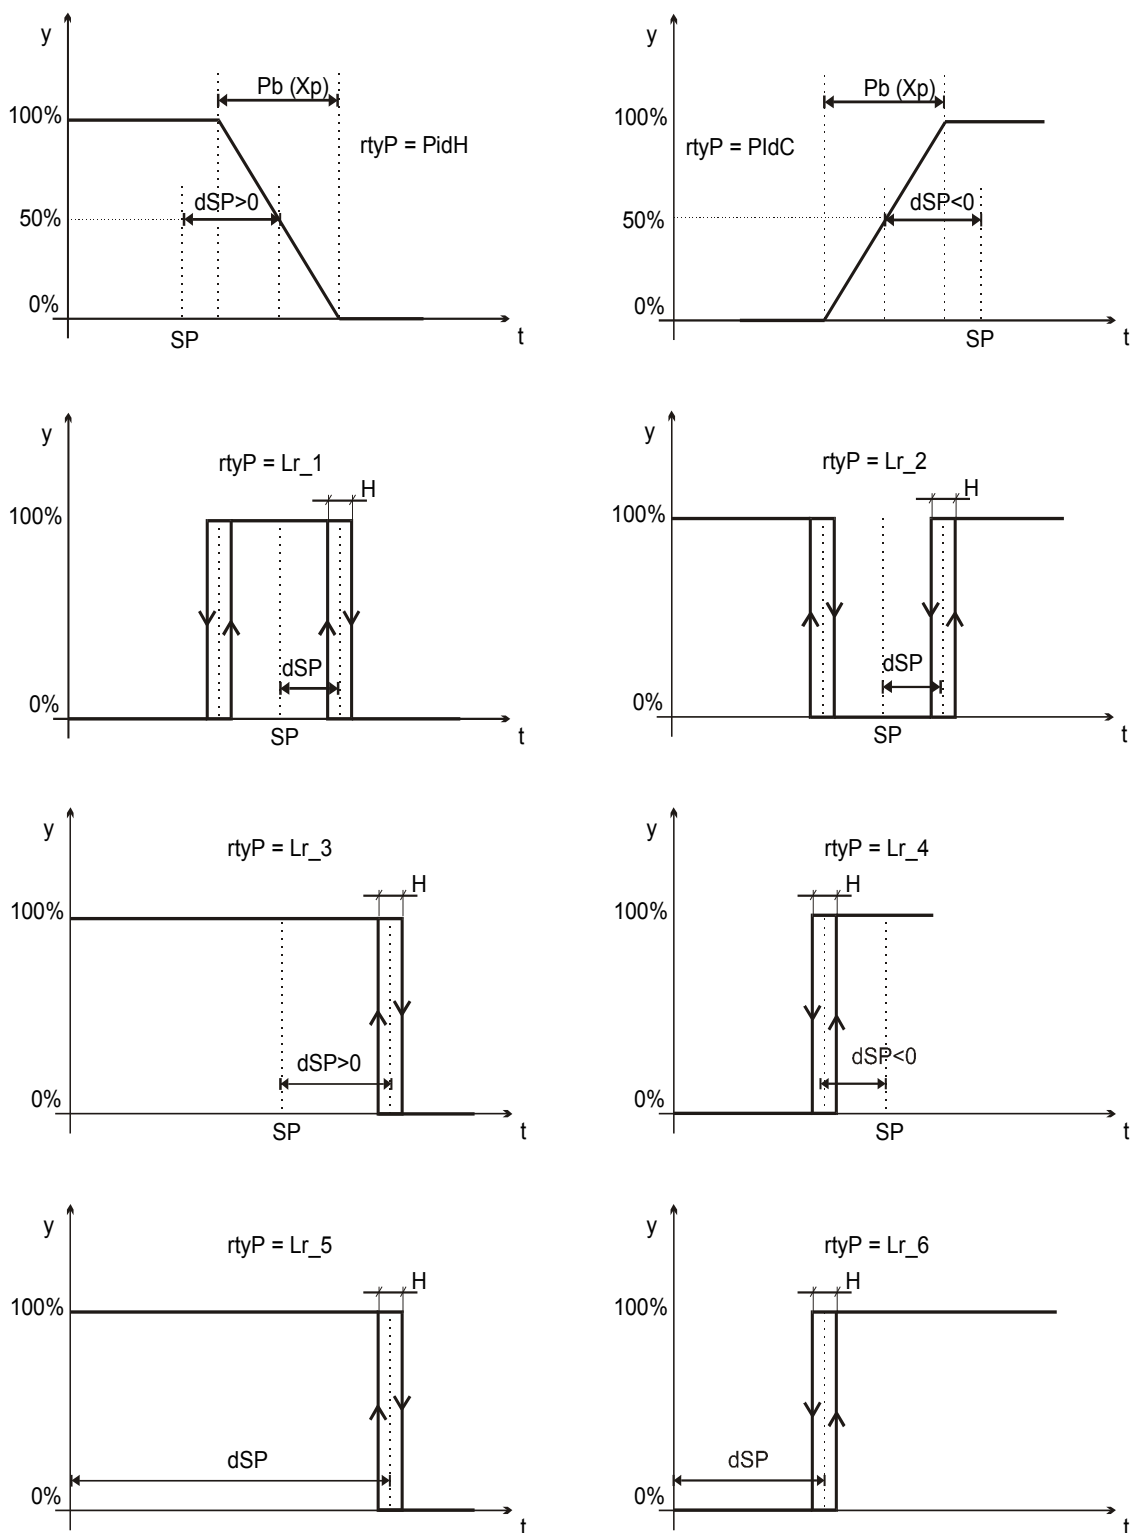 y
Pb (Xp)
100%
rtyP = PidH
dSP>0
50%
0%
SP
t
y
Pb (Xp)
100%
rtyP = PIdC
dSP<0
50%
0%
SP
t
y
rtyP = Lr_1
H
100%
dSP
0%
SP
t
y
rtyP = Lr_2
H
100%
dSP
0%
SP
t
y
rtyP = Lr_3
H
100%
dSP>0
0%
SP
t
y
rtyP = Lr_4
H
100%
dSP<0
0%
SP
t
y
rtyP = Lr_5
H
100%
dSP
0%
t
y
rtyP = Lr_6
H
100%
dSP
0%
t